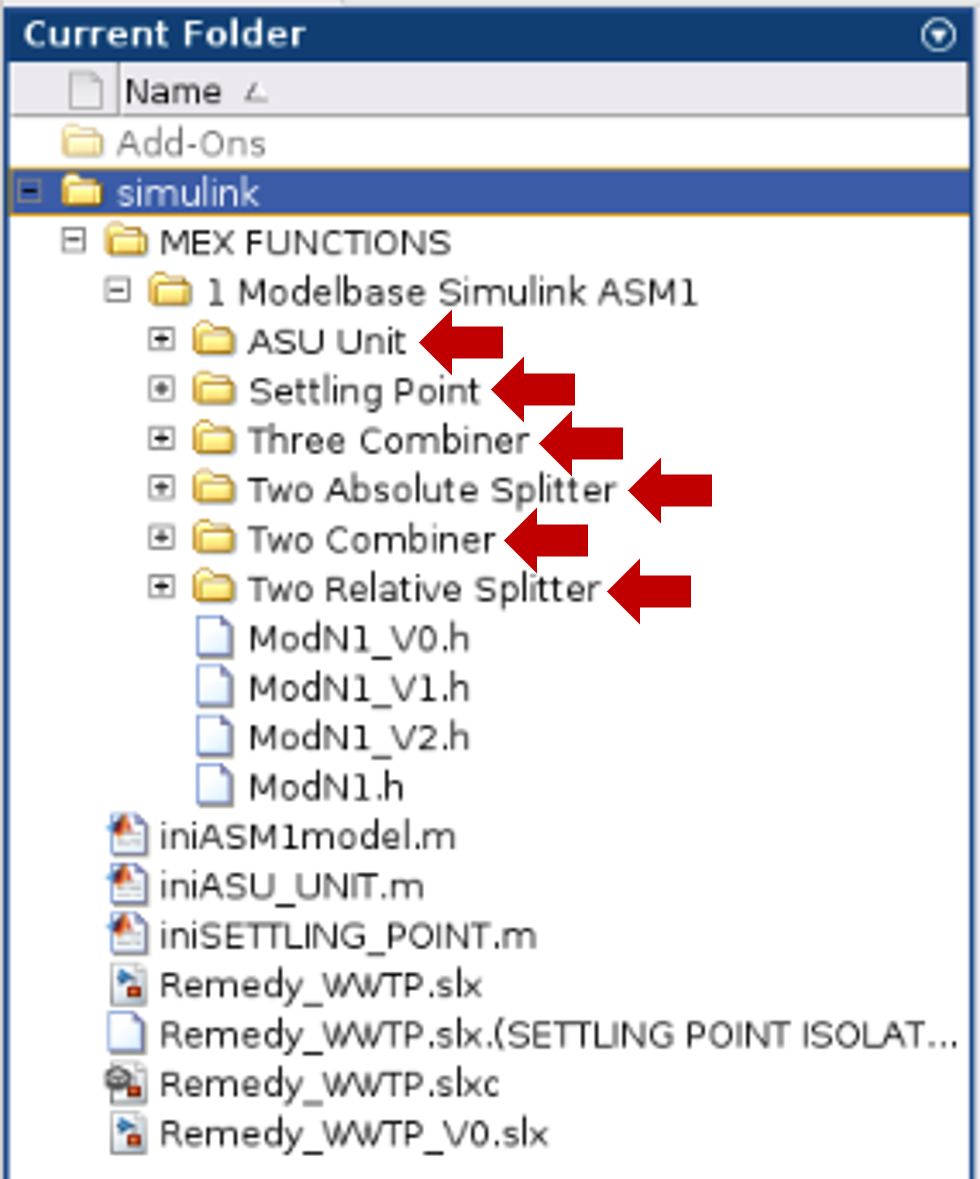 Current Folder
Name
Add-Ons
simulink
MEX FUNCTIONS
1 Modelbase Simulink ASM1
ASU Unit
Settling Point
Three Combiner
Two Absolute Splitter
Two Combiner
Two Relative Splitter
ModN1_V0.h
ModN1_V1.h
ModN1_V2.h
ModN1.h
iniASM1model.m
iniASU_UNIT.m
iniSETTLING_POINT.m
Remedy_WWTP.slx
Remedy_WWTP.slx.(SETTLING POINT ISOLAT...
Remedy_WWTP.slxc
Remedy_WWTP_V0.slx